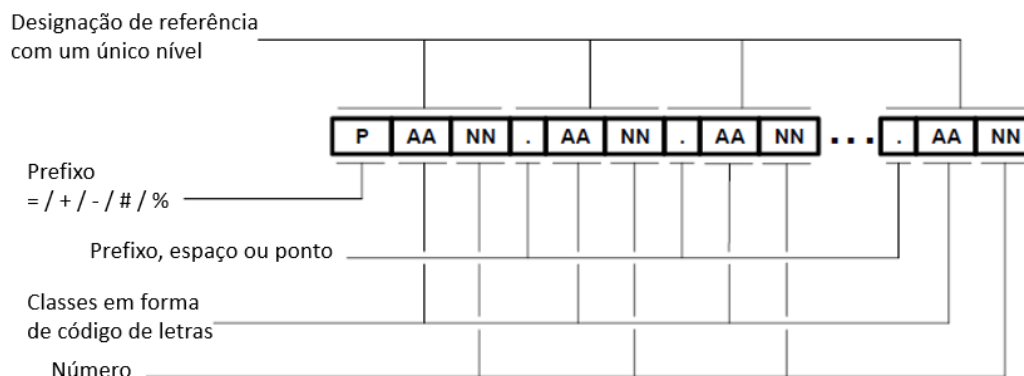 Designação de referência
com um único nível
P AA NN . AA NN . AA NN ... . AA NN
Prefixo
= / + / - / # / %
Prefixo, espaço ou ponto
Classes em forma
de código de letras
Número